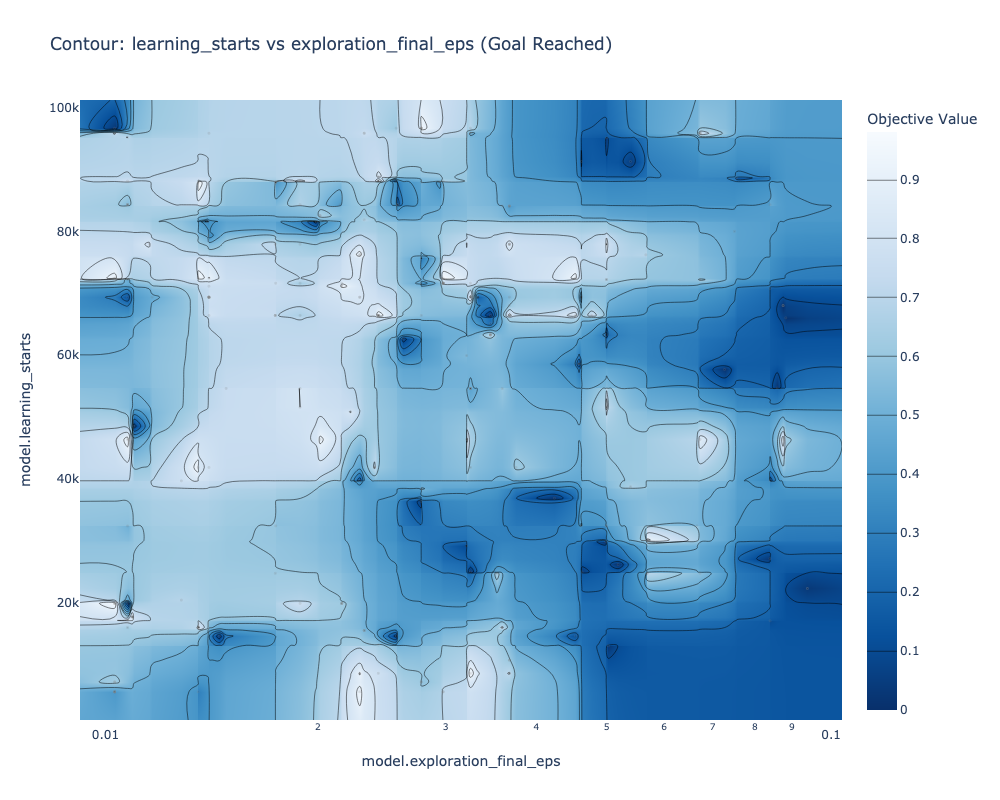 Contour: learning_starts vs exploration_final_eps (Goal Reached)
Objective Value
100k
80k
60k
40k
20k
model.learning_starts
0.01
2
3
4
5
6
7
8
9
0.1
model.exploration_final_eps
0.9
0.8
0.7
0.6
0.5
0.4
0.3
0.2
0.1
0